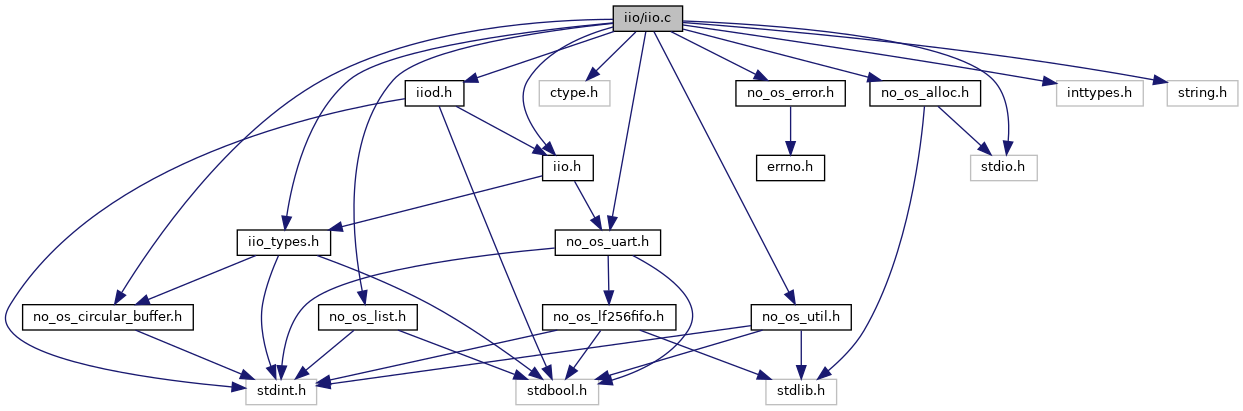 iio/iio.c
iiod.h
ctype.h
no_os_error.h
no_os_alloc.h
inttypes.h
string.h
iio.h
errno.h
stdio.h
iio_types.h
no_os_uart.h
no_os_circular_buffer.h
no_os_list.h
no_os_lf256fifo.h
no_os_util.h
stdint.h
stdbool.h
stdlib.h